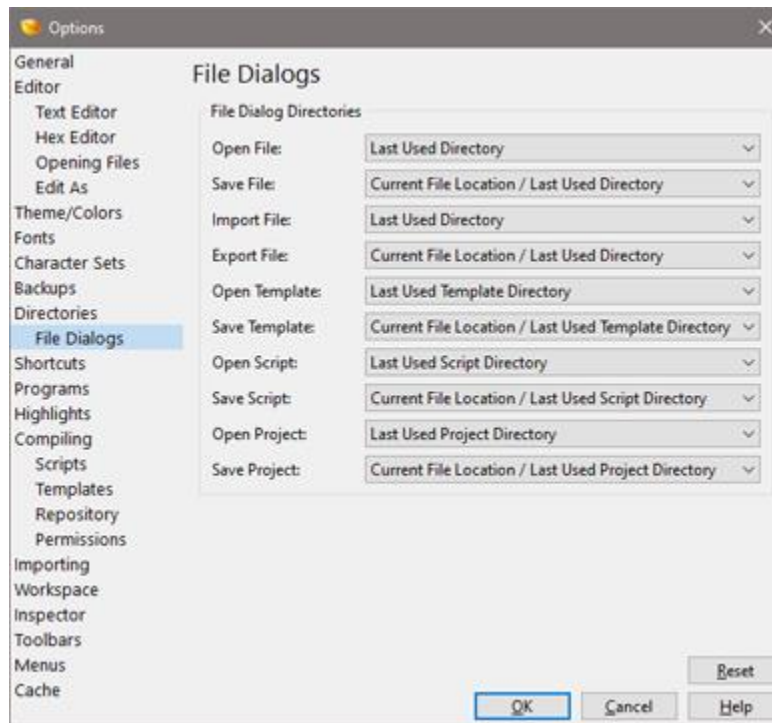 Options
General
Editor
Text Editor
Hex Editor
Opening Files
Edit As
Theme/Colors
Fonts
Character Sets
Backups
Directories
File Dialogs
Shortcuts
Programs
Highlights
Compiling
Scripts
Templates
Repository
Permissions
Importing
Workspace
Inspector
Toolbars
Menus
Cache
File Dialogs
File Dialog Directories
Open File: Last Used Directory
Save File: Current File Location / Last Used Directory
Import File: Last Used Directory
Export File: Current File Location / Last Used Directory
Open Template: Last Used Template Directory
Save Template: Current File Location / Last Used Template Directory
Open Script: Last Used Script Directory
Save Script: Current File Location / Last Used Script Directory
Open Project: Last Used Project Directory
Save Project: Current File Location / Last Used Project Directory
Reset
OK Cancel Help